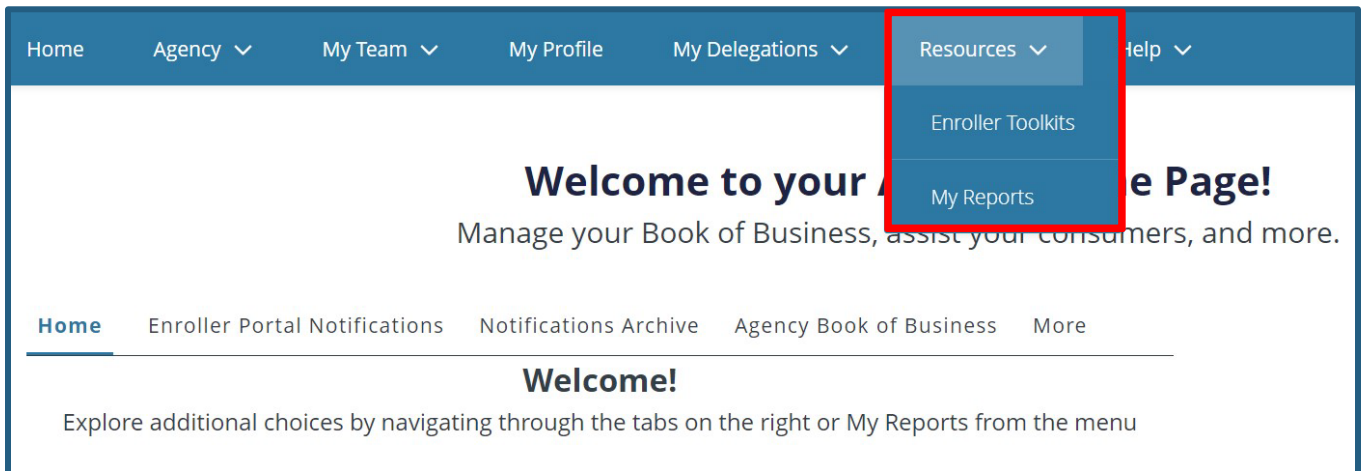 Home Agency My Team My Profile My Delegations Resources Help
Enroller Toolkits
My Reports
Welcome to your e Page!
Manage your Book of Business, assist your consumers, and more.
Home Enroller Portal Notifications Notifications Archive Agency Book of Business More
Welcome!
Explore additional choices by navigating through the tabs on the right or My Reports from the menu